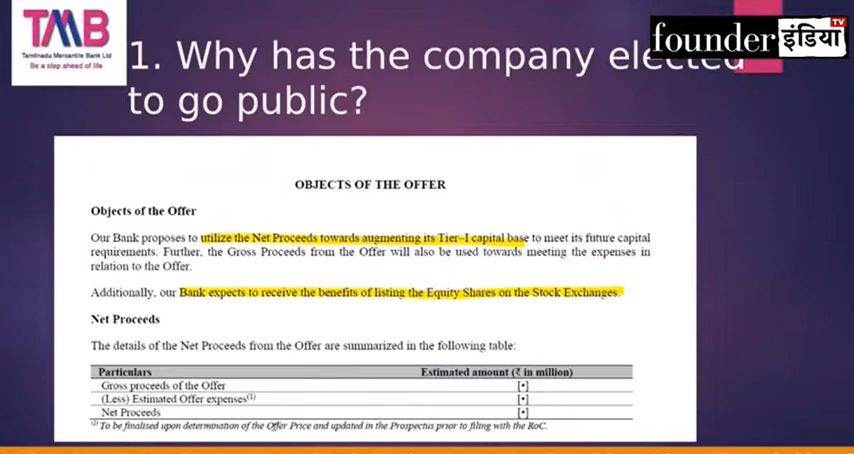 TMB
Tamilnadu Mercantile Bank Ltd
Be a step ahead of life
founder इंडिया TV
1. Why has the company elected
to go public?
OBJECTS OF THE OFFER
Objects of the Offer
Our Bank proposes to utilize the Net Proceeds towards augmenting its Tier–I capital base to meet its future capital
requirements. Further, the Gross Proceeds from the Offer will also be used towards meeting the expenses in
relation to the Offer.
Additionally, our Bank expects to receive the benefits of listing the Equity Shares on the Stock Exchanges.
Net Proceeds
The details of the Net Proceeds from the Offer are summarized in the following table:
Particulars Estimated amount (₹ in million)
Gross proceeds of the Offer [•]
(Less) Estimated Offer expenses(1) [•]
Net Proceeds [•]
(1) To be finalised upon determination of the Offer Price and updated in the Prospectus prior to filing with the RoC.